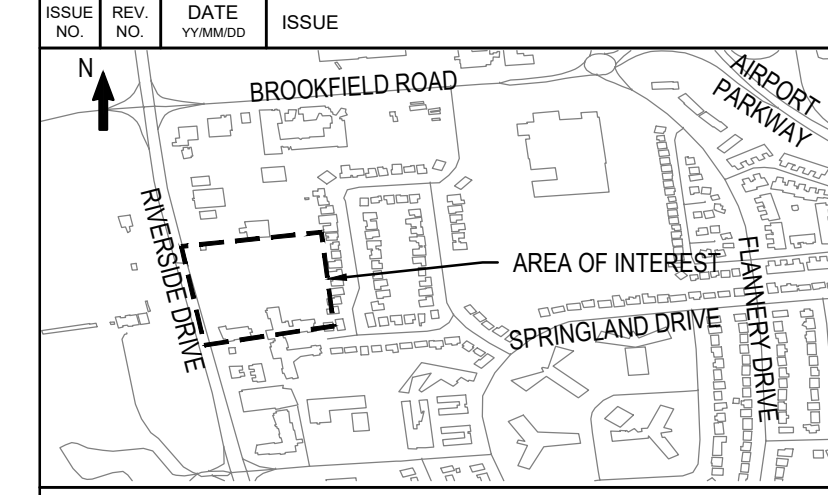 ISSUE NO.
REV. NO.
DATE
YY/MM/DD
ISSUE
N
BROOKFIELD ROAD
AIRPORT
PARKWAY
RIVERSIDE DRIVE
AREA OF INTEREST
FLANNERY DRIVE
SPRINGLAND DRIVE